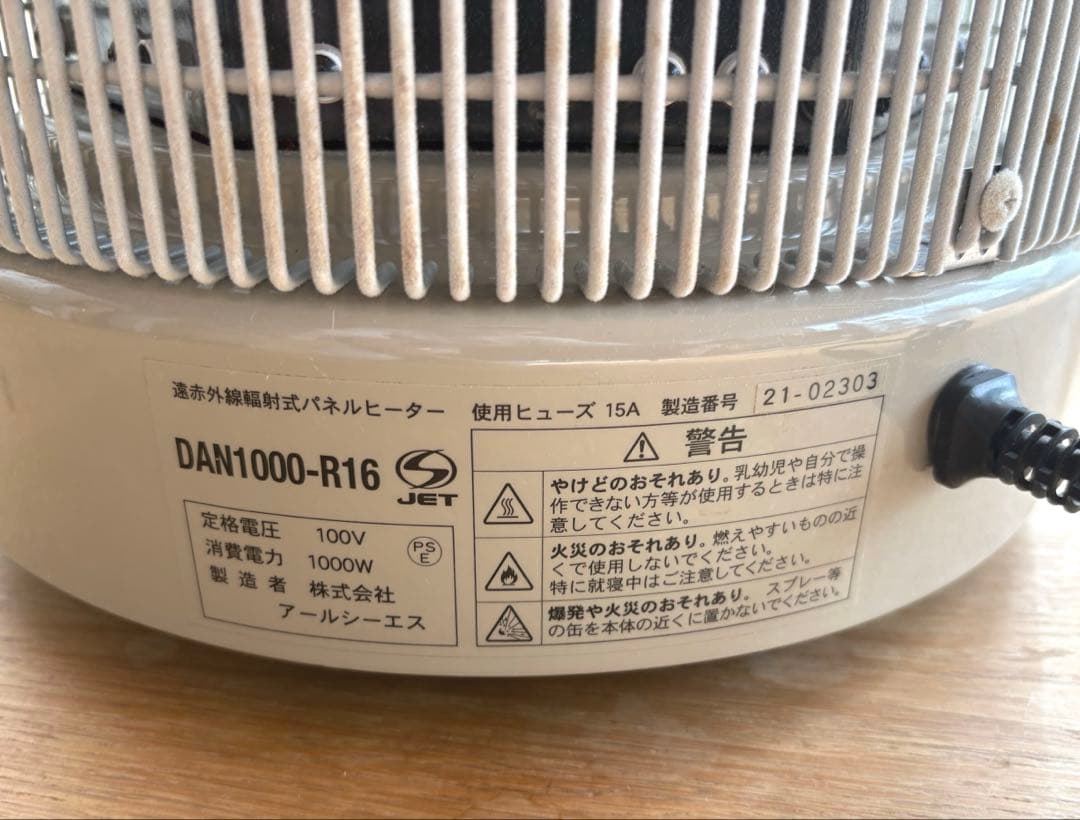 遠赤外線輻射式パネルヒーター 使用ヒューズ 15A 製造番号 21-02303
DAN1000-R16
JET
定格電圧 100V
消費電力 1000W
PS
E
製造者 株式会社
アールシーエス
警告
やけどのおそれあり。乳幼児や自分で操
作できない方等が使用するときは特に注
意してください。
火災のおそれあり。燃えやすいものの近
くで使用しないでください。
特に就寝中はご注意してください。
爆発や火災のおそれあり。 スプレー等
の缶を本体の近くに置かないでください。